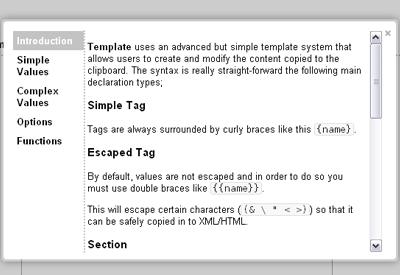 Introduction
Simple
Values
Complex
Values
Options
Functions
Template uses an advanced but simple template system that
allows users to create and modify the content copied to the
clipboard. The syntax is really straight-forward the following main
declaration types;
Simple Tag
Tags are always surrounded by curly braces like this {name}.
Escaped Tag
By default, values are not escaped and in order to do so you
must use double braces like {{name}}.
This will escape certain characters ({& \ " < >}) so that it
can be safely copied in to XML/HTML.
Section